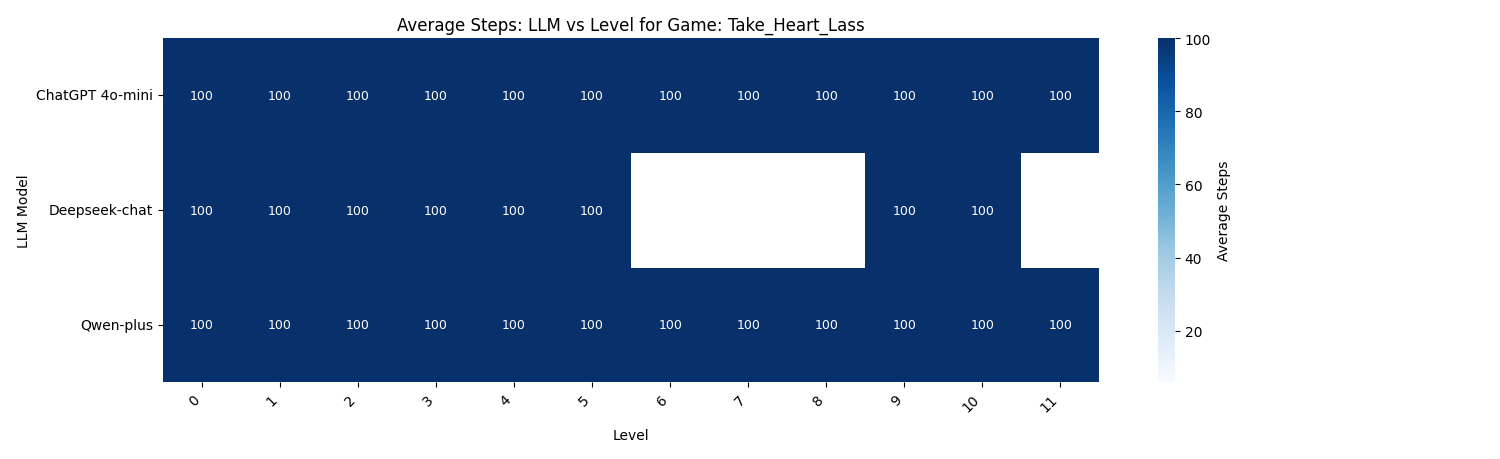 Average Steps: LLM vs Level for Game: Take_Heart_Lass
LLM Model
ChatGPT 4o-mini 100 100 100 100 100 100 100 100 100 100 100 100
Deepseek-chat 100 100 100 100 100 100 100 100
Qwen-plus 100 100 100 100 100 100 100 100 100 100 100 100
0 1 2 3 4 5 6 7 8 9 10 11
Level
100
80
60
40
20
Average Steps